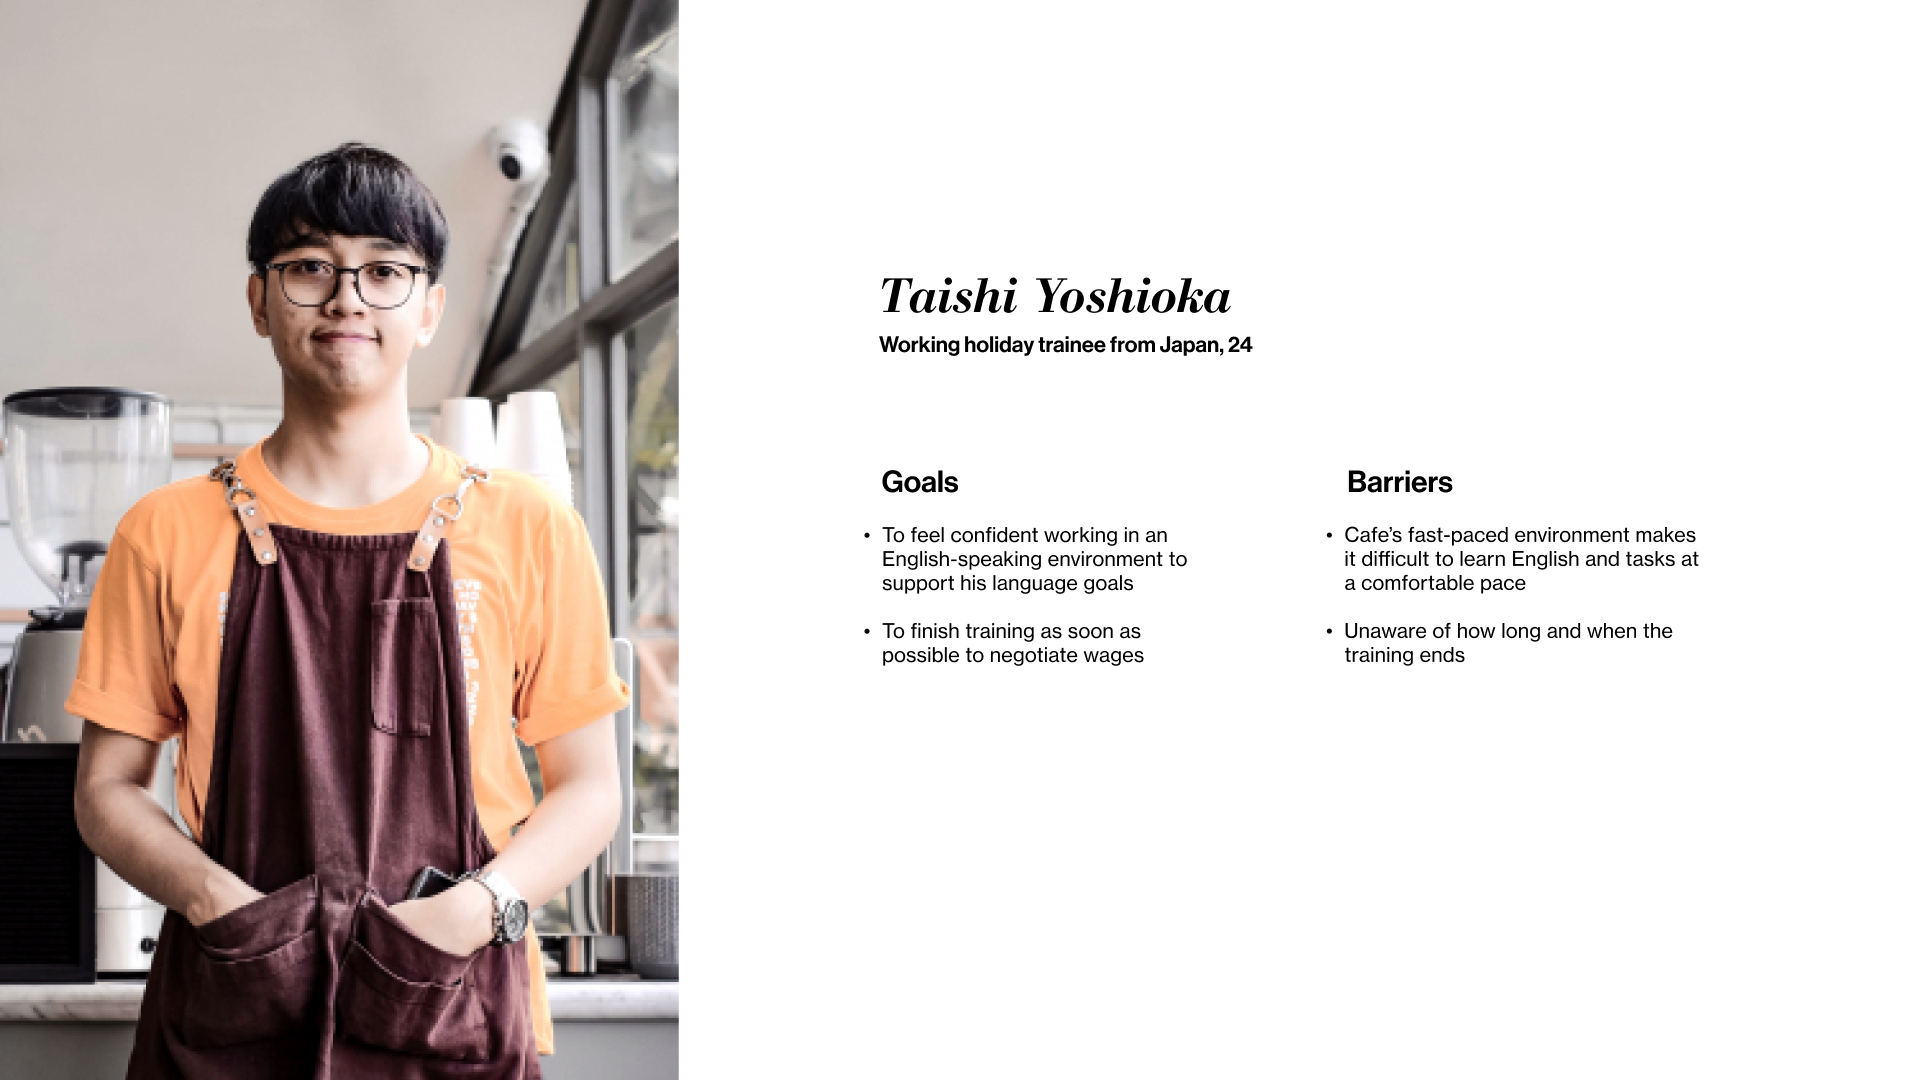 Taishi Yoshioka
Working holiday trainee from Japan, 24
Goals
• To feel confident working in an
English-speaking environment to
support his language goals
• To finish training as soon as
possible to negotiate wages
Barriers
• Cafe’s fast-paced environment makes
it difficult to learn English and tasks at
a comfortable pace
• Unaware of how long and when the
training ends